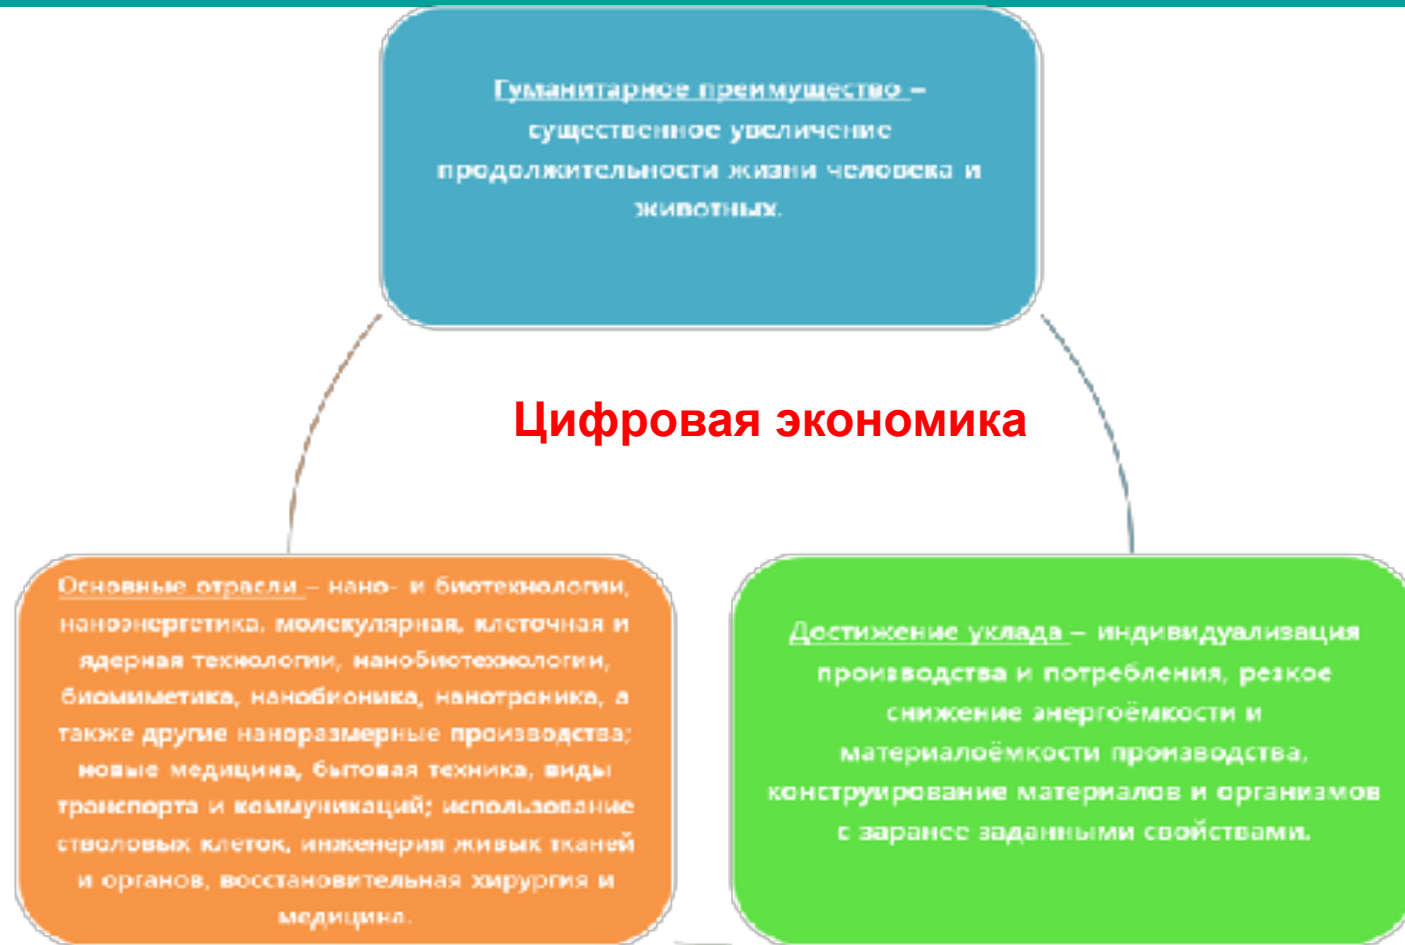 Гуманитарное преимущество –
существенное увеличение
продолжительности жизни человека и
животных.
Цифровая экономика
Основные отрасли – нано- и биотехнологии,
наноэнергетика, молекулярная, клеточная и
ядерная технологии, нанобиотехнологии,
биомиметика, нанобионика, нанотроника, а
также другие наноразмерные производства;
новые медицина, бытовая техника, виды
транспорта и коммуникаций; использование
стволовых клеток, инженерия живых тканей
и органов, восстановительная хирургия и
медицина.
Достижение уклада – индивидуализация
производства и потребления, резкое
снижение энергоёмкости и
материалоёмкости производства,
конструирование материалов и организмов
с заранее заданными свойствами.